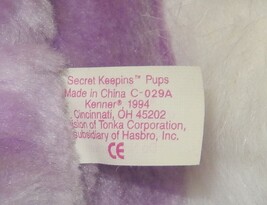 Secret Keepins™ Pups
Made in China C-029A
Kenner®, 1994
Cincinnati, OH 45202
ision of Tonka Corporation,
subsidiary of Hasbro, Inc.
CE